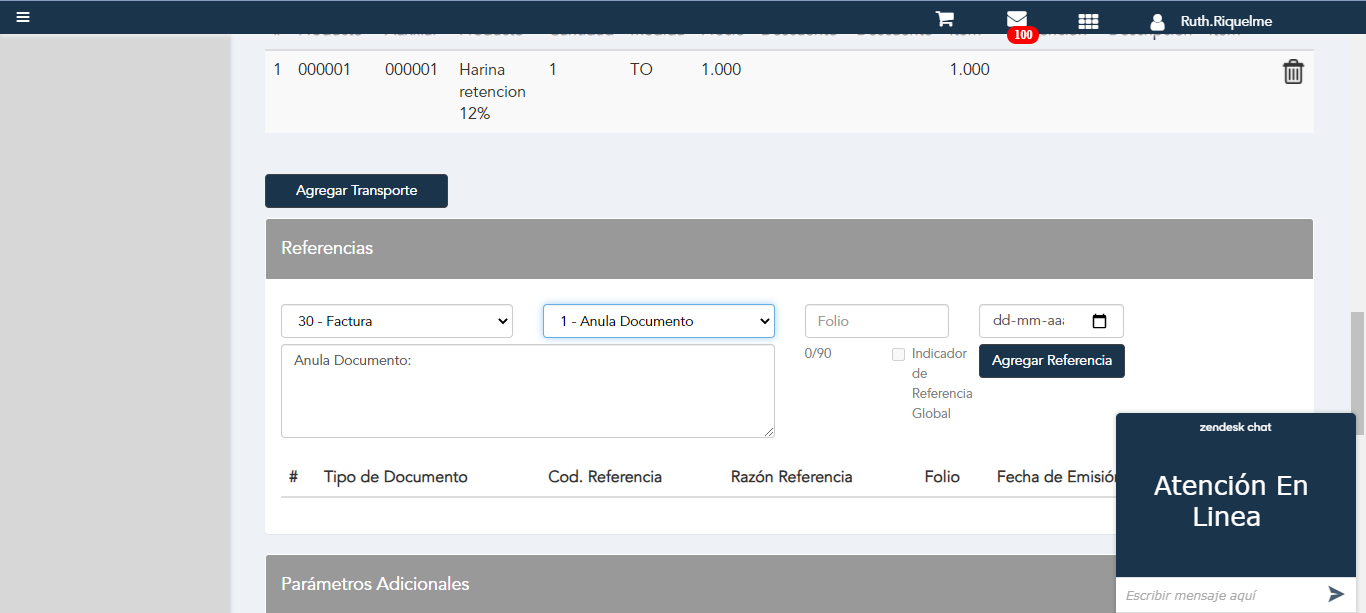 Ruth.Riquelme
100
1 000001 000001 Harina 1 TO 1.000 1.000
retencion
12%
Agregar Transporte
Referencias
30 - Factura 1 - Anula Documento Folio dd-mm-aa
Anula Documento:
0/90 Indicador
de
Referencia
Global
Agregar Referencia
# Tipo de Documento Cod. Referencia Razón Referencia Folio Fecha de Emisión
zendesk chat
Atención En
Linea
Escribir mensaje aquí
Parámetros Adicionales